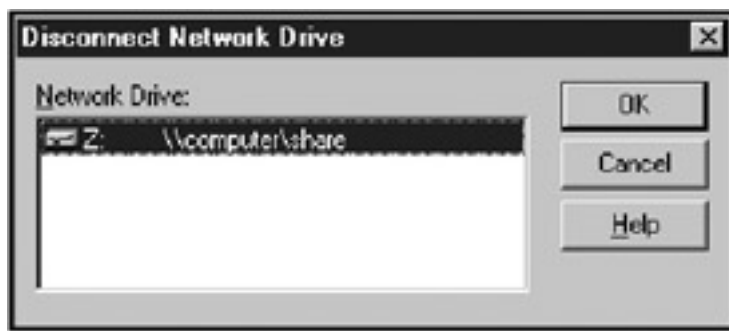 Disconnect Network Drive
Network Drive:
Z: \\computer\share
OK
Cancel
Help